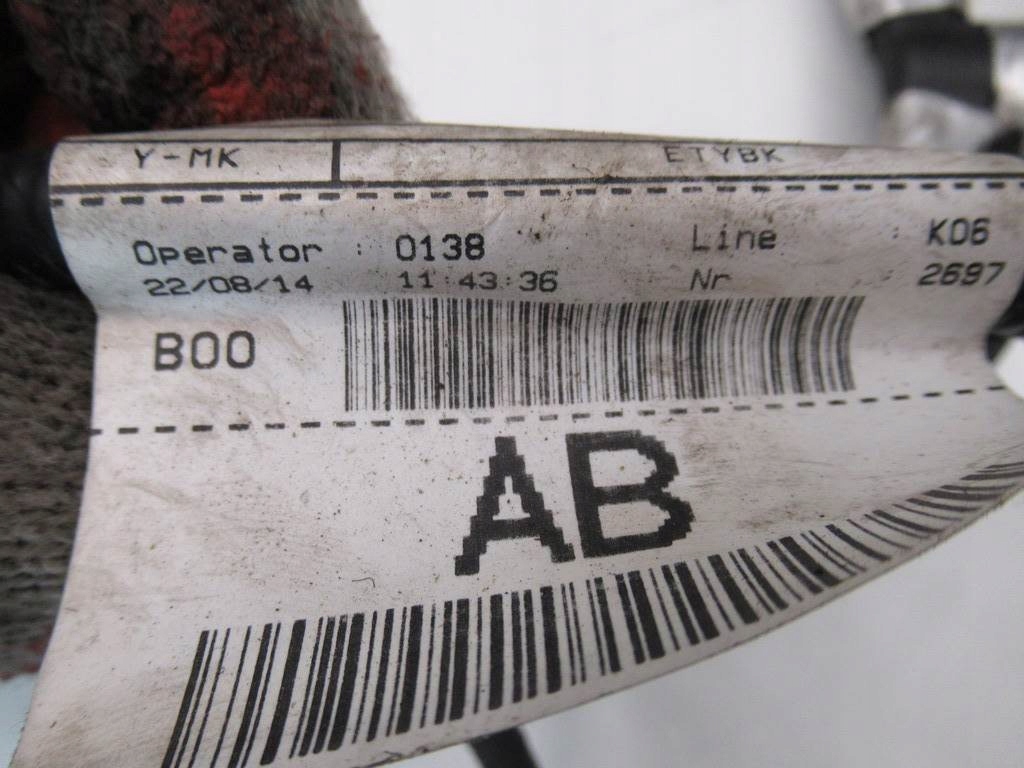 Y-MK ETYBK
Operator : 0138 Line : K06
22/08/14 11:43:36 Nr : 2697
B00
AB